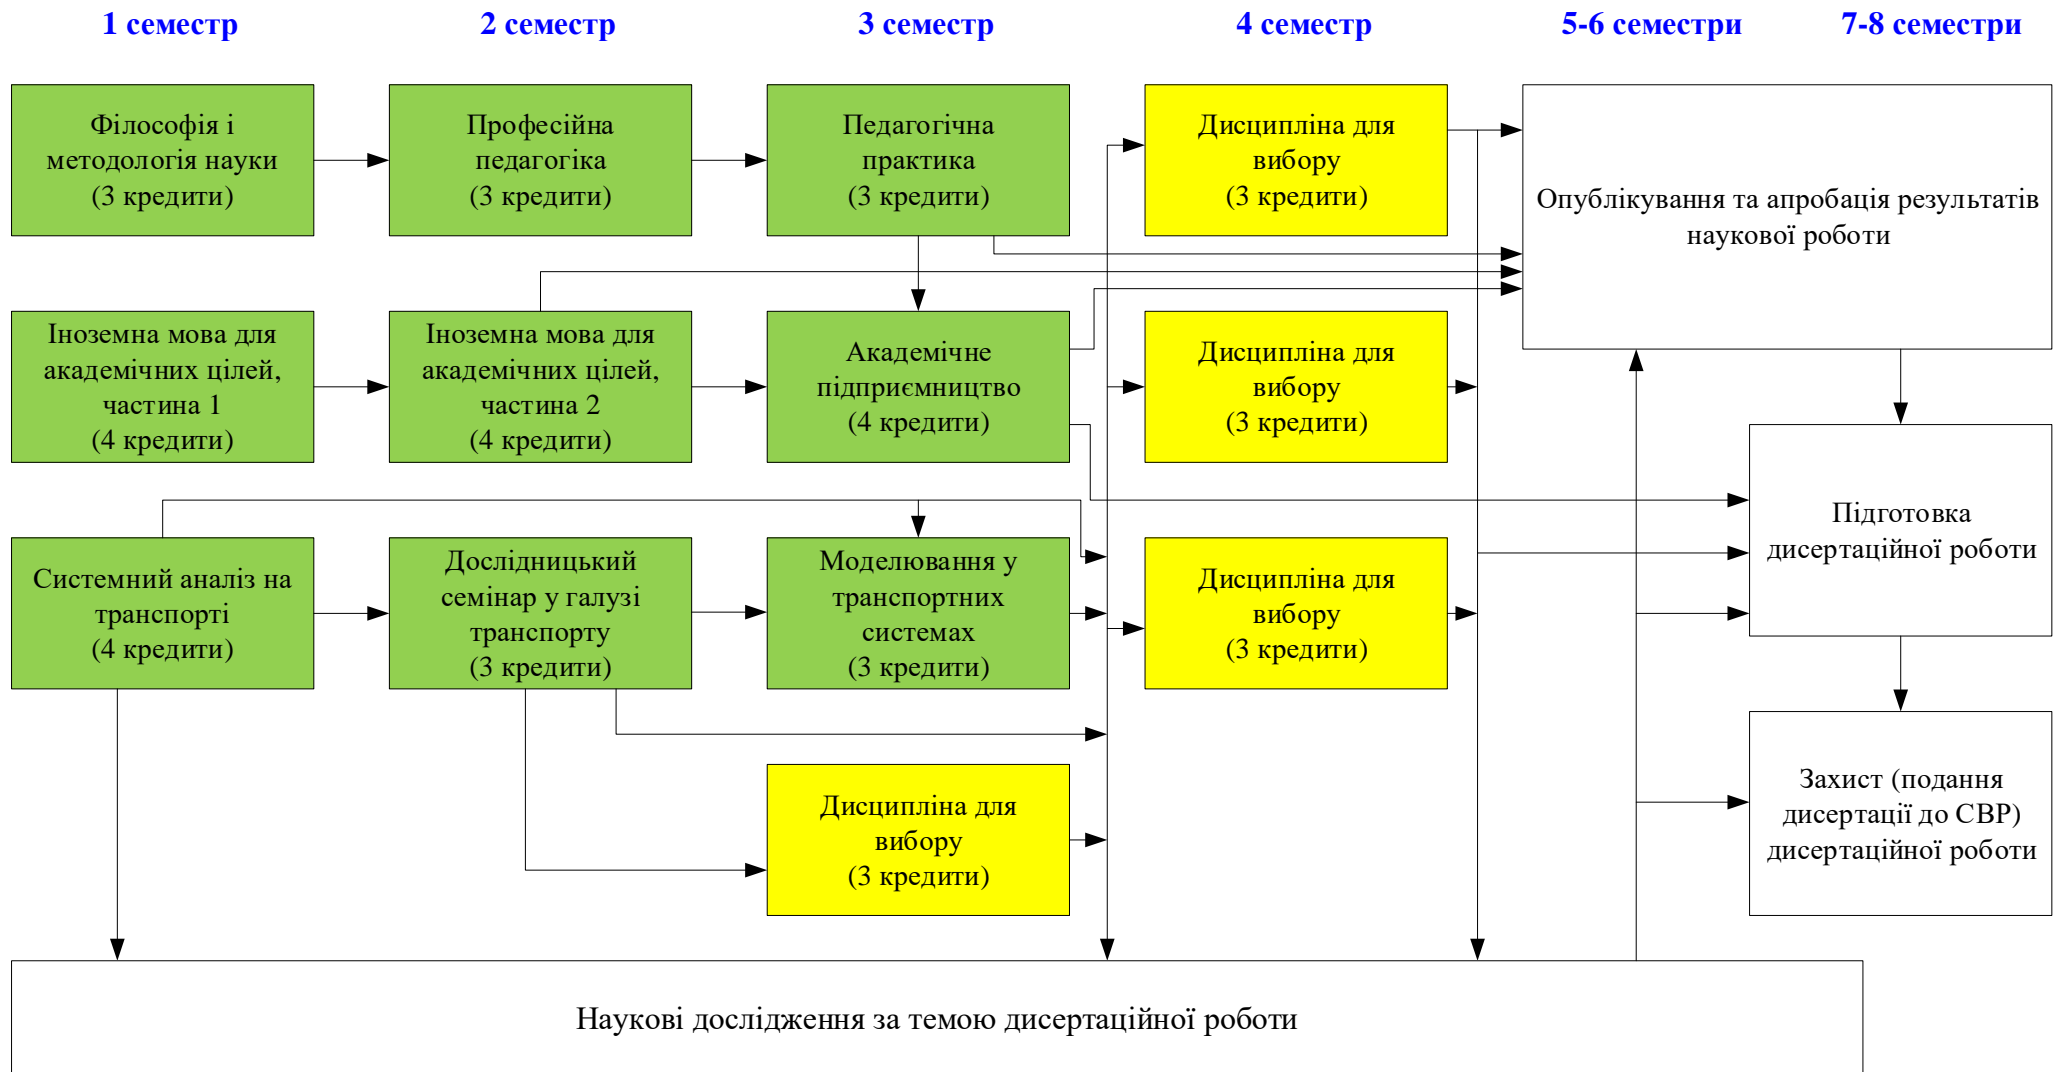 1 семестр
2 семестр
3 семестр
4 семестр
5-6 семестри
7-8 семестри
Філософія і
методологія науки
(3 кредити)
Професійна
педагогіка
(3 кредити)
Педагогічна
практика
(3 кредити)
Дисципліна для
вибору
(3 кредити)
Опублікування та апробація результатів
наукової роботи
Іноземна мова для
академічних цілей,
частина 1
(4 кредити)
Іноземна мова для
академічних цілей,
частина 2
(4 кредити)
Академічне
підприємництво
(4 кредити)
Дисципліна для
вибору
(3 кредити)
Підготовка
дисертаційної роботи
Системний аналіз на
транспорті
(4 кредити)
Дослідницький
семінар у галузі
транспорту
(3 кредити)
Моделювання у
транспортних
системах
(3 кредити)
Дисципліна для
вибору
(3 кредити)
Захист (подання
дисертації до СВР)
дисертаційної роботи
Дисципліна для
вибору
(3 кредити)
Наукові дослідження за темою дисертаційної роботи